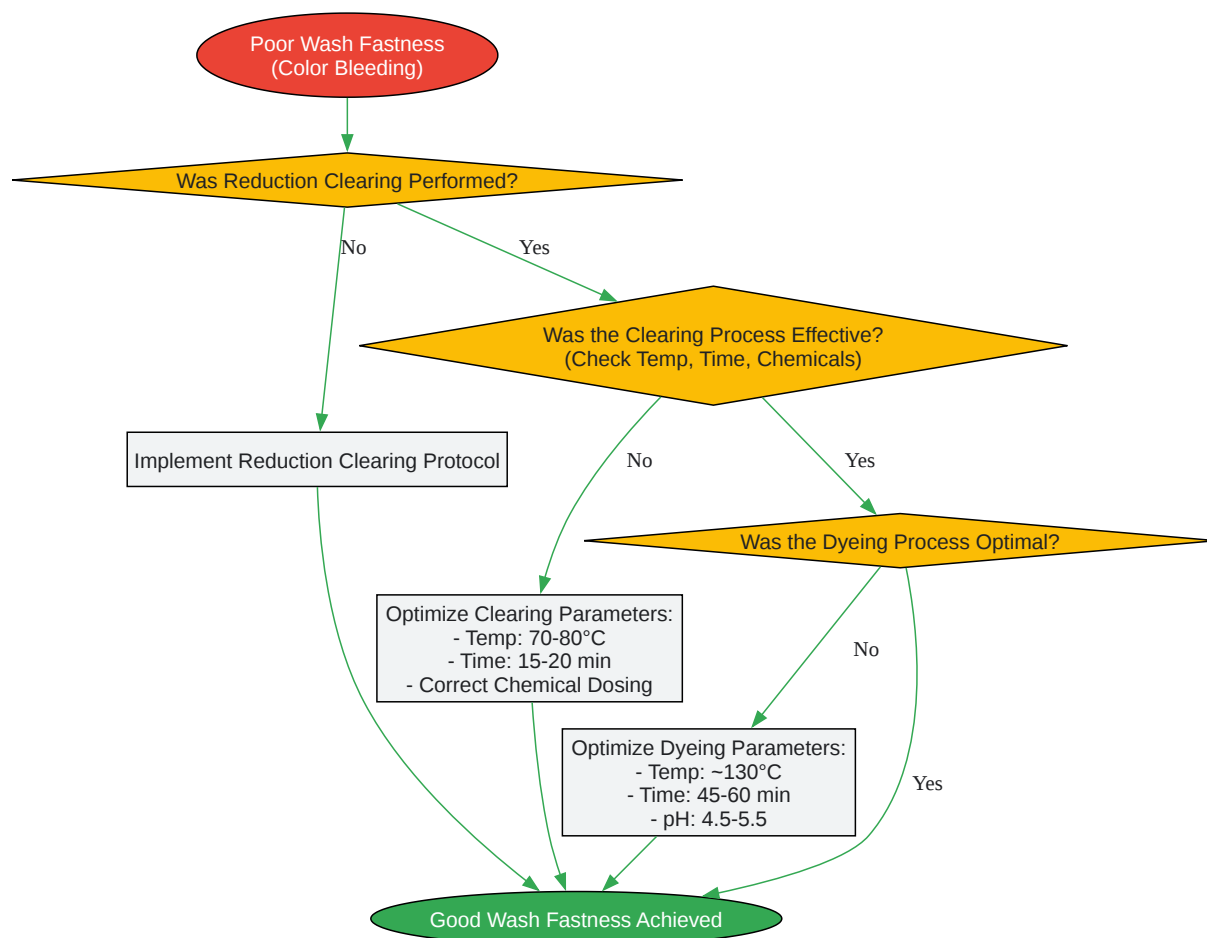 Poor Wash Fastness
(Color Bleeding)
Was Reduction Clearing Performed?
No
Yes
Was the Clearing Process Effective?
(Check Temp, Time, Chemicals)
Implement Reduction Clearing Protocol
No
Yes
Was the Dyeing Process Optimal?
Optimize Clearing Parameters:
- Temp: 70-80°C
- Time: 15-20 min
- Correct Chemical Dosing
No
Optimize Dyeing Parameters:
- Temp: ~130°C
- Time: 45-60 min
- pH: 4.5-5.5
Yes
Good Wash Fastness Achieved